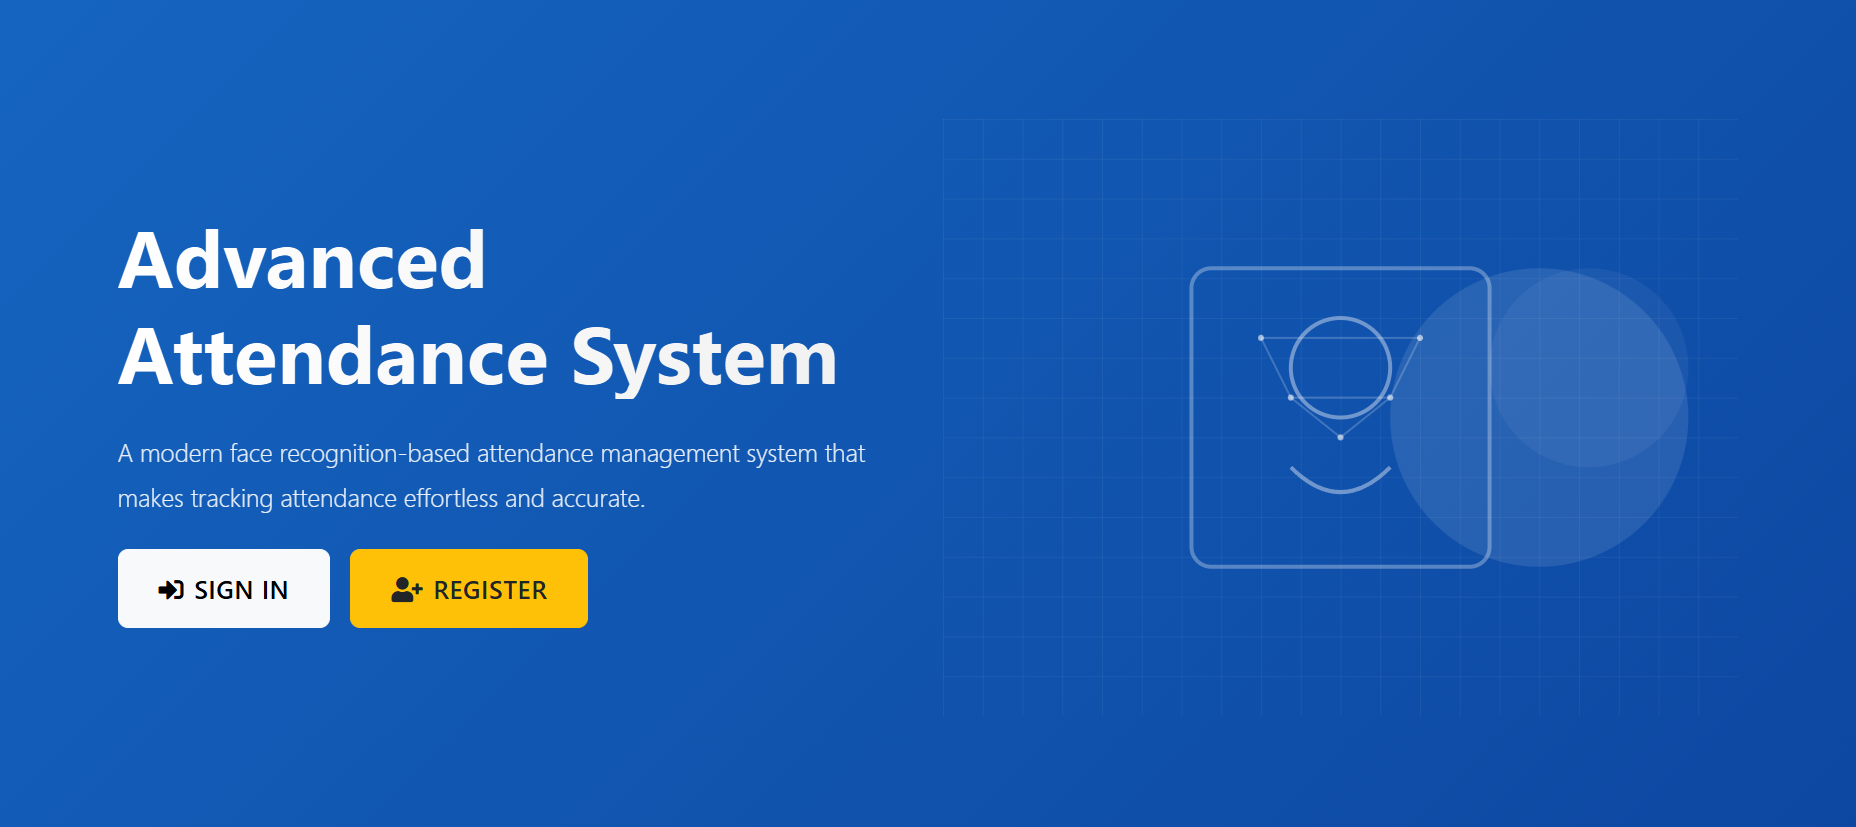 Advanced
Attendance System
A modern face recognition-based attendance management system that
makes tracking attendance effortless and accurate.
SIGN IN
REGISTER